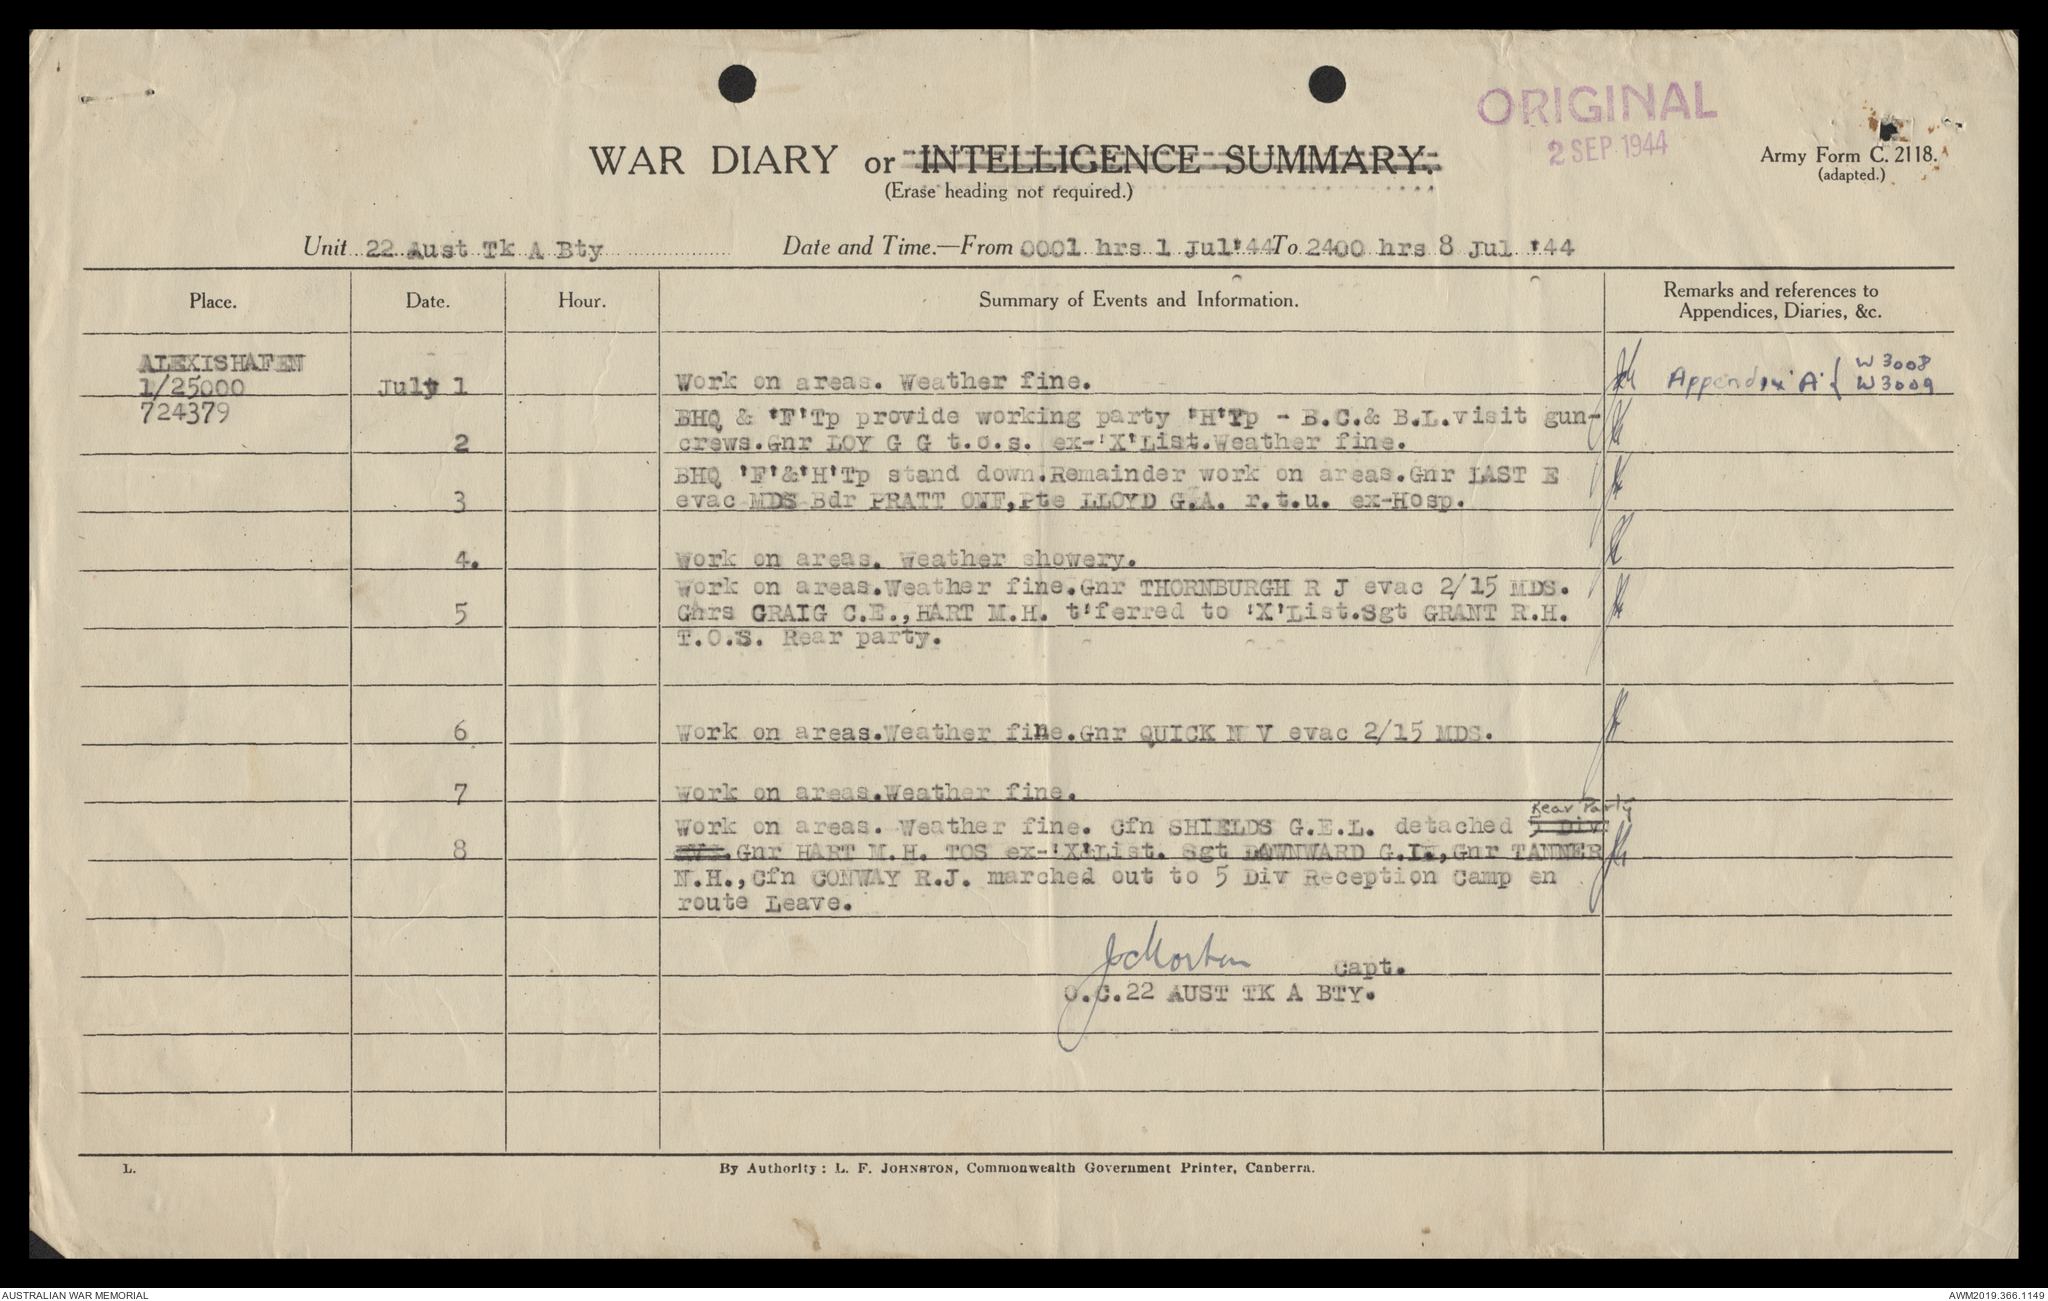 ORIGINAL
2 SEP 1944
WAR DIARY or INTELLIGENCE SUMMARY.
(Erase heading not required.)
Army Form C. 2118.
(adapted.)
Unit 22 Aust Tk A Bty Date and Time.—From 0001 hrs 1 Jul '44 To 2400 hrs 8 Jul '44
Place. Date. Hour. Summary of Events and Information. Remarks and references to
Appendices, Diaries, &c.
ALEXISHAFEN
1/25000
724379
July 1 Work on areas. Weather fine. Appendix 'A' { W3008
W3009
BHQ & 'F'Tp provide working party 'H'Tp - B.C.& B.L.visit gun-
2 crews.Gnr LOY G G t.o.s. ex-'X'List.Weather fine.
BHQ 'F'&'H'Tp stand down.Remainder work on areas.Gnr LAST E
3 evac MDS Bdr PRATT ONF,Pte LLOYD G.A. r.t.u. ex-Hosp.
4. Work on areas. Weather showery.
Work on areas.Weather fine.Gnr THORNBURGH R J evac 2/15 MDS.
5 Gnrs CRAIG C.E.,HART M.H. t'ferred to 'X'List.Sgt GRANT R.H.
T.O.S. Rear party.
6 Work on areas.Weather fine.Gnr QUICK N V evac 2/15 MDS.
7 Work on areas.Weather fine.
Rear Party
Work on areas. Weather fine. Cfn SHIELDS G.E.L. detached 5 Div
8 Gnr HART M.H. TOS ex-'X'List. Sgt DOWNWARD G.I.,Gnr TANNER
N.H.,Cfn CONWAY R.J. marched out to 5 Div Reception Camp en
route Leave.
JCMorton Capt.
O.C.22 AUST TK A BTY.
L.
By Authority: L. F. JOHNSTON, Commonwealth Government Printer, Canberra.
AUSTRALIAN WAR MEMORIAL
AWM2019.366.1149